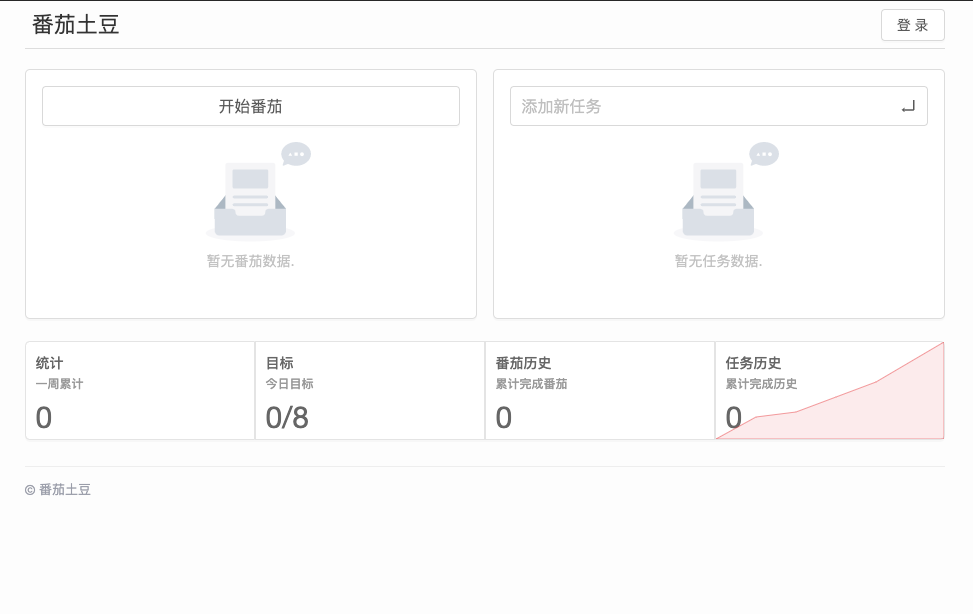 番茄土豆
登 录
开始番茄
添加新任务
暂无番茄数据.
暂无任务数据.
统计
一周累计
0
目标
今日目标
0/8
番茄历史
累计完成番茄
0
任务历史
累计完成历史
0
© 番茄土豆